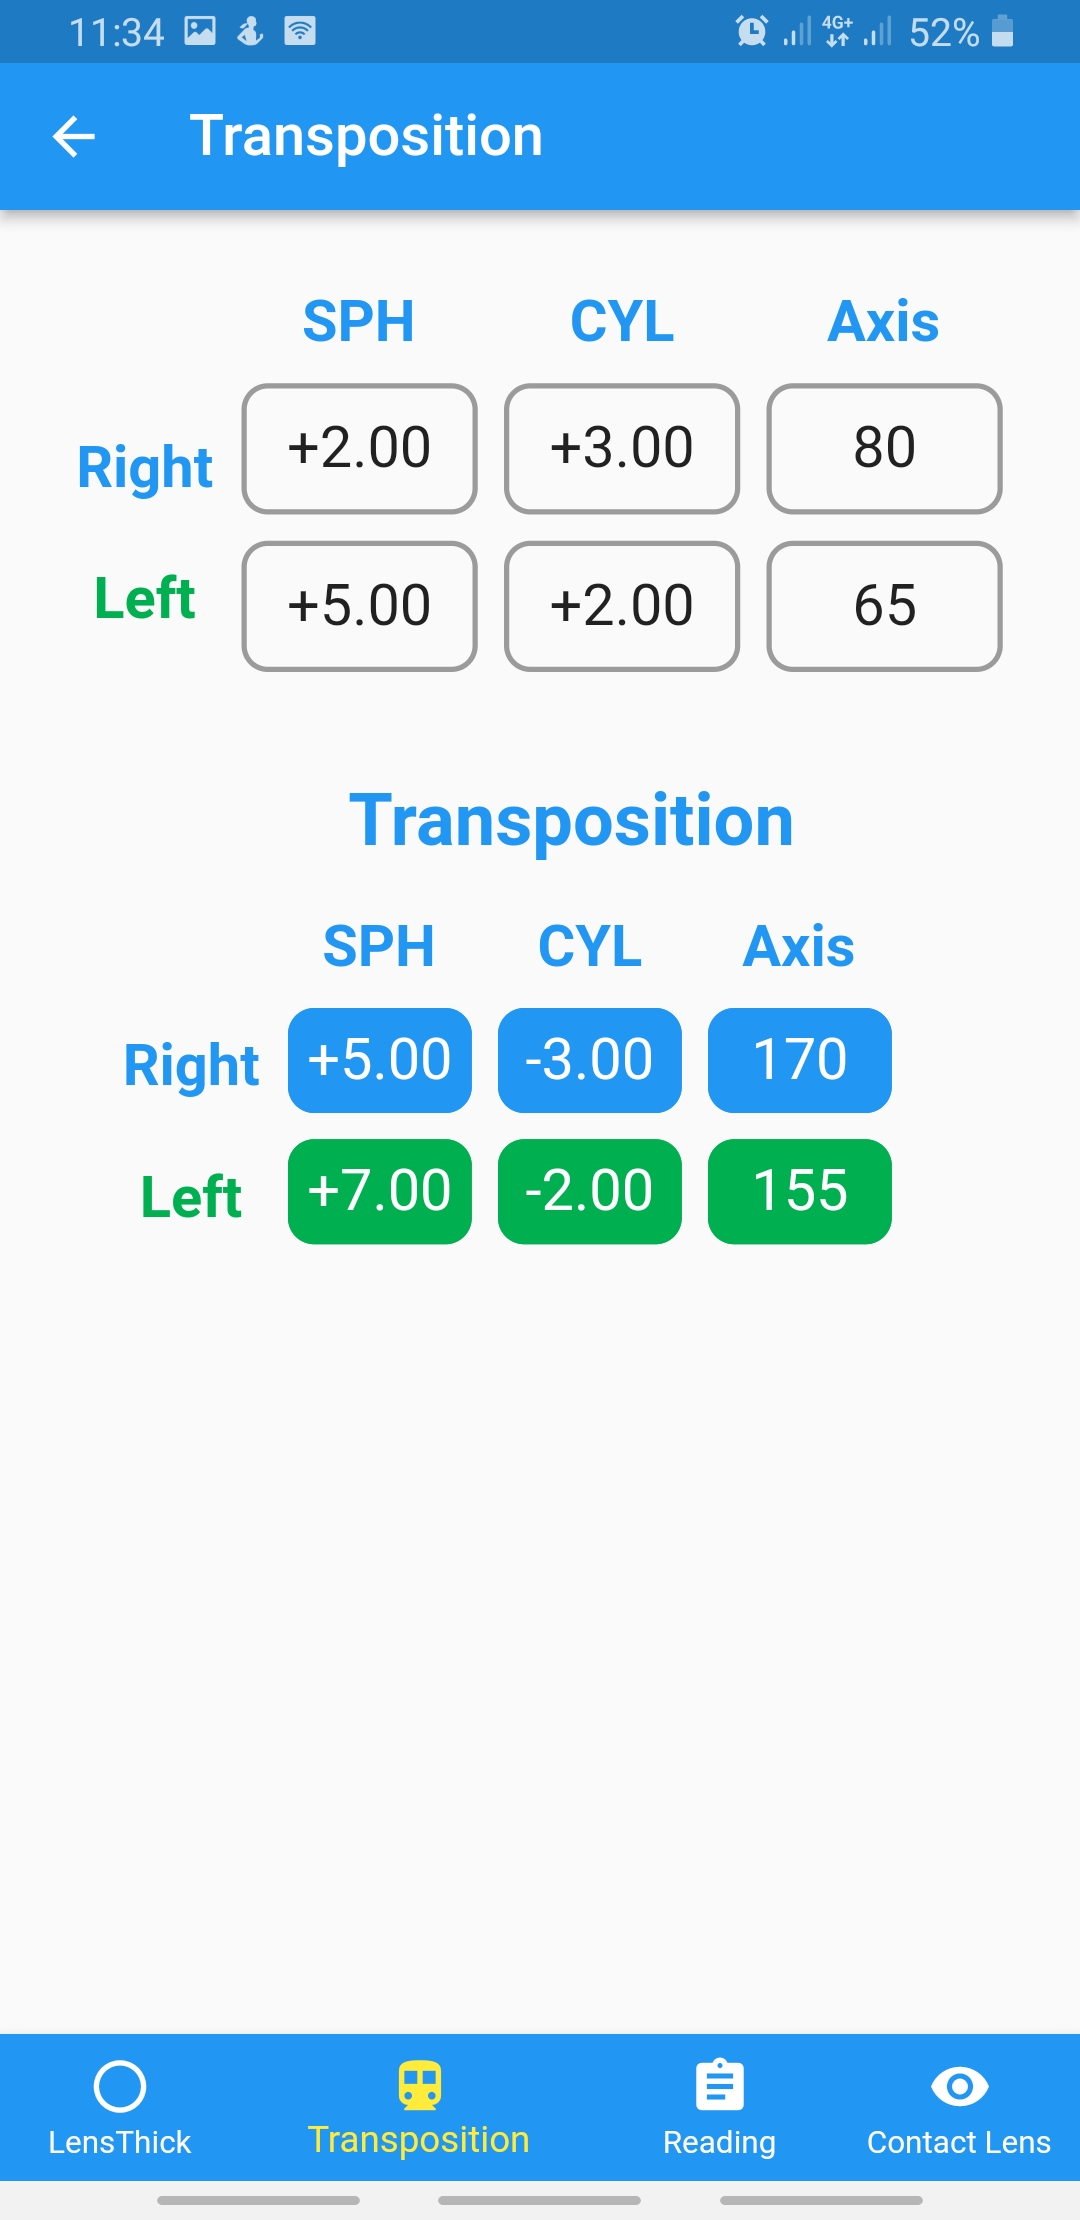 11:34 4G+ 52%
Transposition
SPH CYL Axis
Right +2.00 +3.00 80
Left +5.00 +2.00 65
Transposition
SPH CYL Axis
Right +5.00 -3.00 170
Left +7.00 -2.00 155
LensThick Transposition Reading Contact Lens